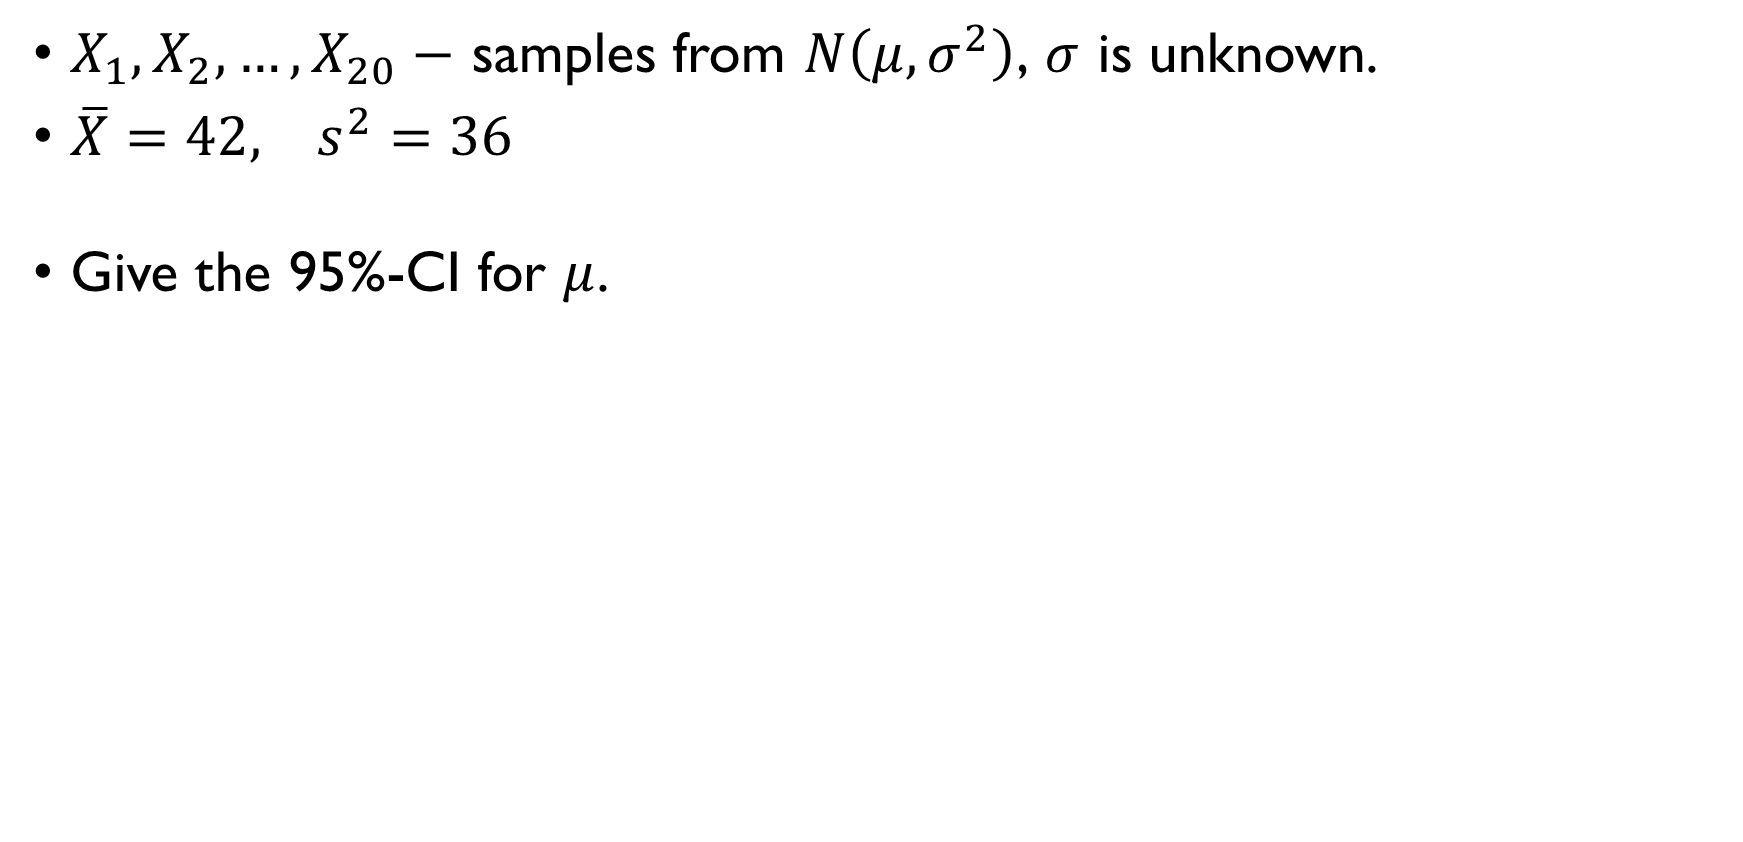 • X₁, X₂, …, X₂₀ − samples from N(μ, σ²), σ is unknown.
• X̄ = 42, s² = 36
• Give the 95%-CI for μ.